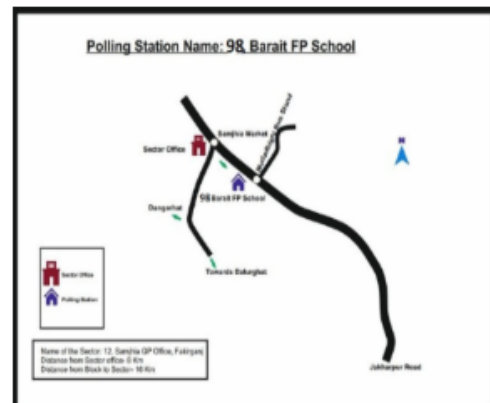 Polling Station Name: 98, Barait FP School
N
Samjhia Market
Sector Office
98 Barait FP School
Dangarhat
Towards Balurghat
Jakharpur Road
Sector Office
Polling Station
Name of the Sector: 12, Samjhia GP Office, Fakirganj
Distance from Sector office- 0 Km
Distance from Block to Sector- 16 Km